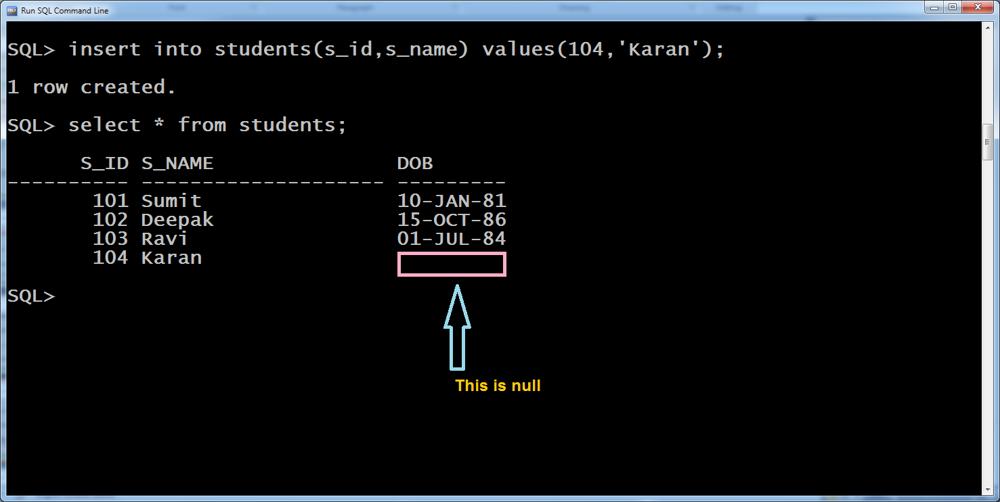 Run SQL Command Line
SQL> insert into students(s_id,s_name) values(104,'Karan');
1 row created.
SQL> select * from students;
S_ID S_NAME DOB
---------- -------------------- ---------
101 Sumit 10-JAN-81
102 Deepak 15-OCT-86
103 Ravi 01-JUL-84
104 Karan
SQL>
This is null